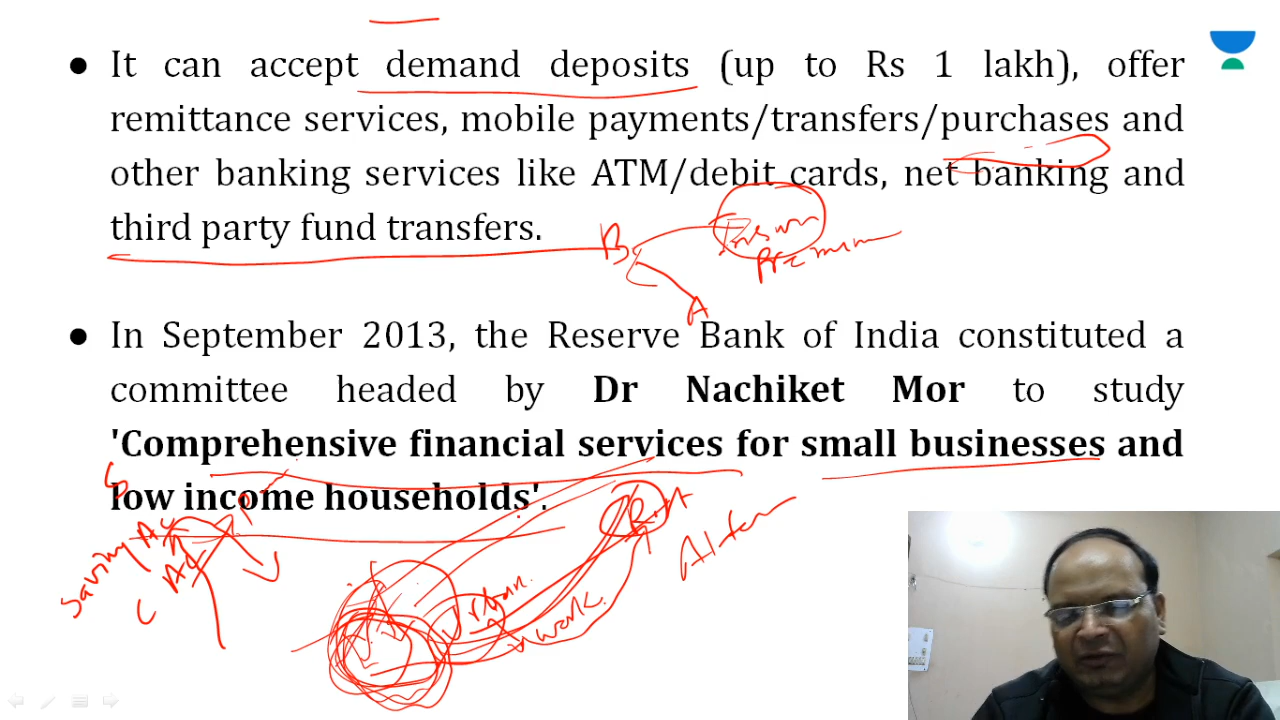 ● It can accept demand deposits (up to Rs 1 lakh), offer
remittance services, mobile payments/transfers/purchases and
other banking services like ATM/debit cards, net banking and
third party fund transfers.
B
Premium
A
● In September 2013, the Reserve Bank of India constituted a
committee headed by Dr Nachiket Mor to study
'Comprehensive financial services for small businesses and
low income households'.
Saving A/c